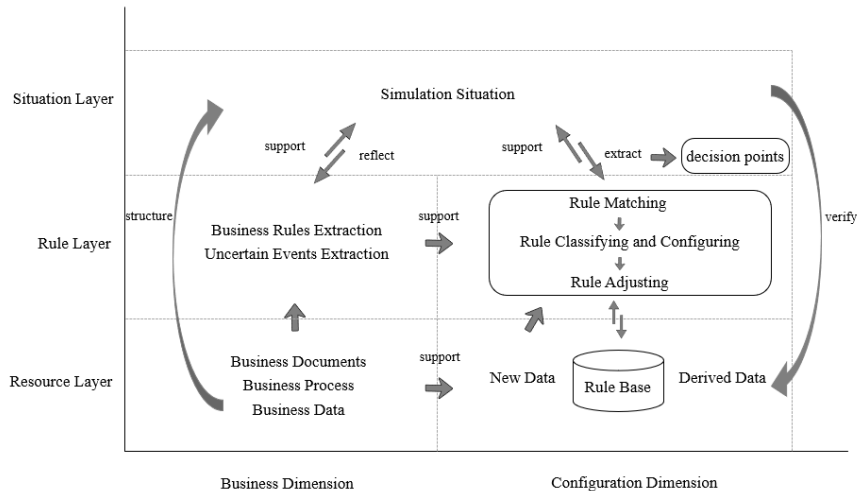 Situation Layer
Simulation Situation
support
reflect
support
extract
decision points
structure
support
verify
Rule Layer
Business Rules Extraction
Uncertain Events Extraction
Rule Matching
Rule Classifying and Configuring
Rule Adjusting
Resource Layer
Business Documents
Business Process
Business Data
support
New Data
Rule Base
Derived Data
Business Dimension
Configuration Dimension